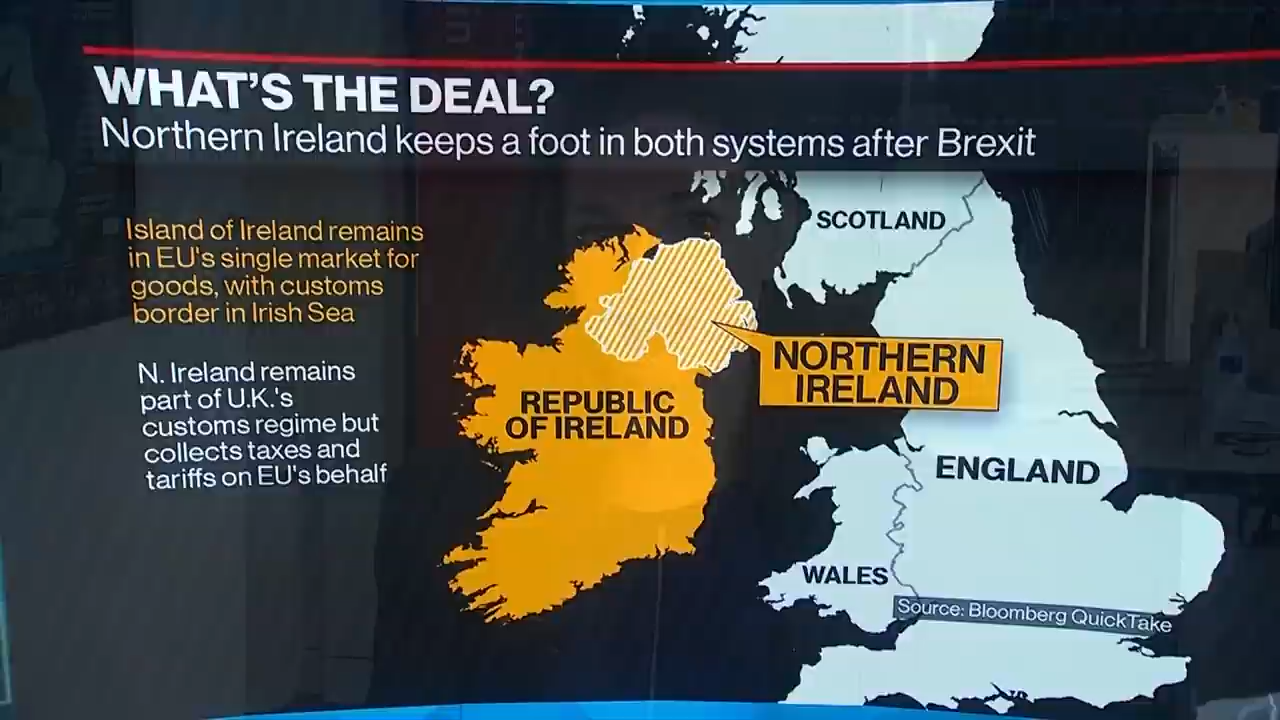 WHAT'S THE DEAL?
Northern Ireland keeps a foot in both systems after Brexit
Island of Ireland remains
in EU's single market for
goods, with customs
border in Irish Sea
N. Ireland remains
part of U.K.'s
customs regime but
collects taxes and
tariffs on EU's behalf
SCOTLAND
NORTHERN
IRELAND
REPUBLIC
OF IRELAND
ENGLAND
WALES
Source: Bloomberg QuickTake